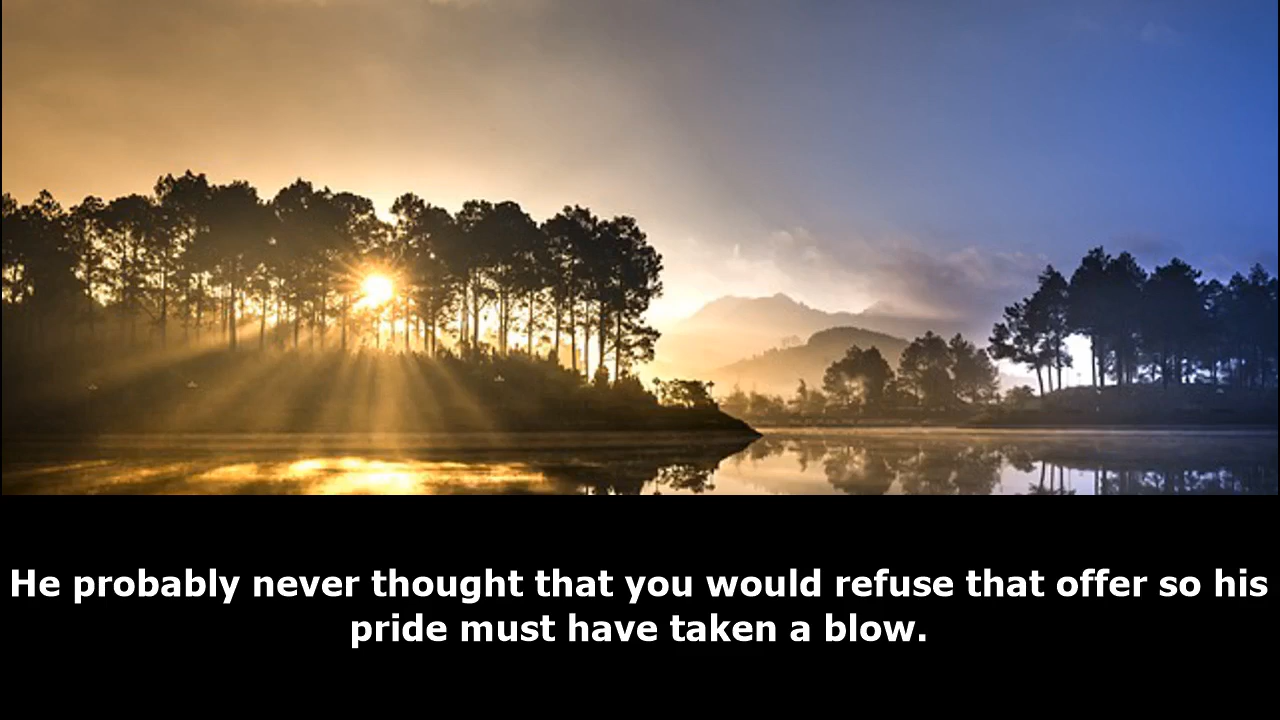 He probably never thought that you would refuse that offer so his
pride must have taken a blow.